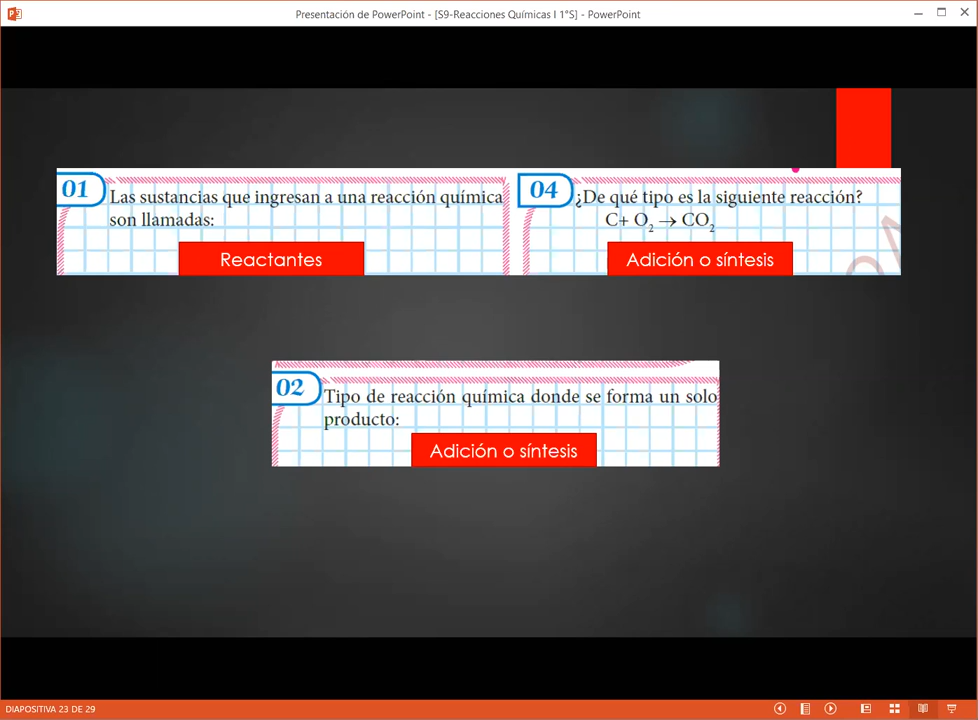 Presentación de PowerPoint - [S9-Reacciones Químicas I 1°S] - PowerPoint
01
Las sustancias que ingresan a una reacción química
son llamadas:
Reactantes
04
¿De qué tipo es la siguiente reacción?
C+ O₂ → CO₂
Adición o síntesis
02
Tipo de reacción química donde se forma un solo
producto:
Adición o síntesis
DIAPOSITIVA 23 DE 29